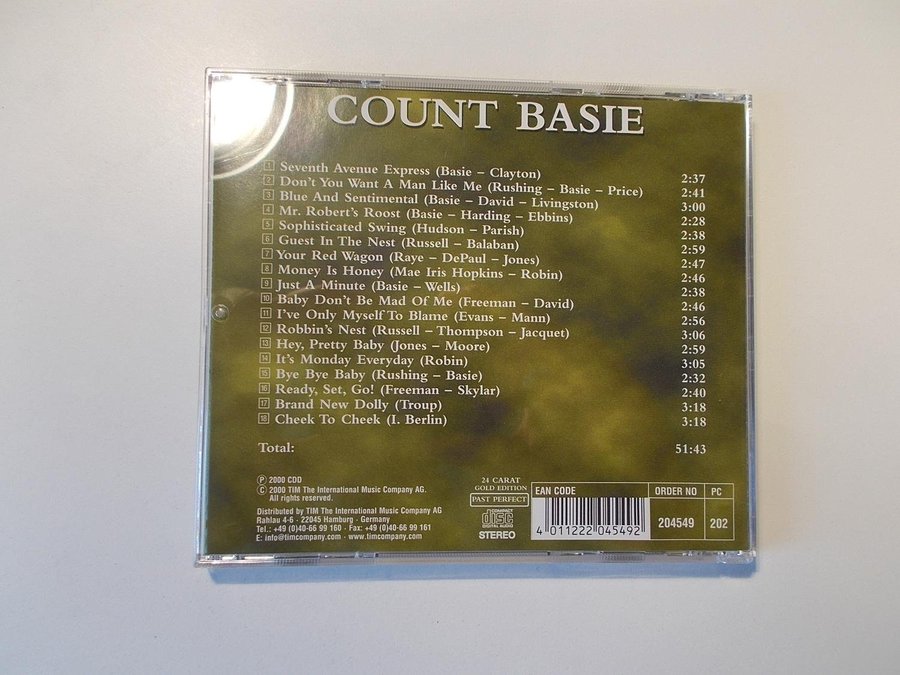 COUNT BASIE
1 Seventh Avenue Express (Basie – Clayton) 2:37
2 Don't You Want A Man Like Me (Rushing – Basie – Price) 2:41
3 Blue And Sentimental (Basie – David – Livingston) 3:00
4 Mr. Robert's Roost (Basie – Harding – Ebbins) 2:28
5 Sophisticated Swing (Hudson – Parish) 2:38
6 Guest In The Nest (Russell – Balaban) 2:59
7 Your Red Wagon (Raye – DePaul – Jones) 2:47
8 Money Is Honey (Mae Iris Hopkins – Robin) 2:46
9 Just A Minute (Basie – Wells) 2:38
10 Baby Don't Be Mad Of Me (Freeman – David) 2:46
11 I've Only Myself To Blame (Evans – Mann) 2:56
12 Robbin's Nest (Russell – Thompson – Jacquet) 3:06
13 Hey, Pretty Baby (Jones – Moore) 2:59
14 It's Monday Everyday (Robin) 3:05
15 Bye Bye Baby (Rushing – Basie) 2:32
16 Ready, Set, Go! (Freeman – Skylar) 2:40
17 Brand New Dolly (Troup) 3:18
18 Cheek To Cheek (I. Berlin) 3:18
Total: 51:43
℗ 2000 CDD
© 2000 TIM The International Music Company AG.
All rights reserved.
Distributed by TIM The International Music Company AG
Rahlau 4-6 · 22045 Hamburg · Germany
Tel.: +49 (0)40-66 99 160 · Fax: +49 (0)40-66 99 161
E: info@timcompany.com · www.timcompany.com
24 CARAT
GOLD EDITION
PAST PERFECT
COMPACT
disc
DIGITAL AUDIO
STEREO
EAN CODE
4 011222 045492
ORDER NO
204549
PC
202